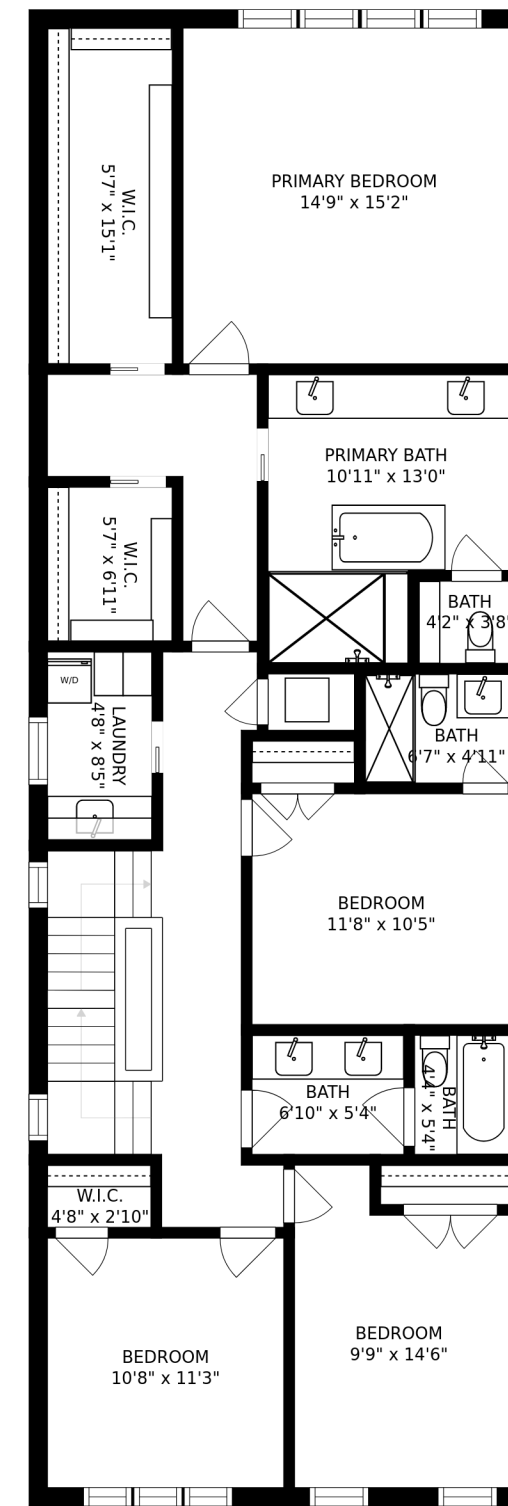 PRIMARY BEDROOM
14'9" x 15'2"
W.I.C.
5'7" x 15'1"
PRIMARY BATH
10'11" x 13'0"
W.I.C.
5'7" x 6'11"
BATH
4'2" x 3'8"
W/D
LAUNDRY
4'8" x 8'5"
BATH
6'7" x 4'11"
BEDROOM
11'8" x 10'5"
BATH
6'10" x 5'4"
BATH
4'4" x 5'4"
W.I.C.
4'8" x 2'10"
BEDROOM
9'9" x 14'6"
BEDROOM
10'8" x 11'3"